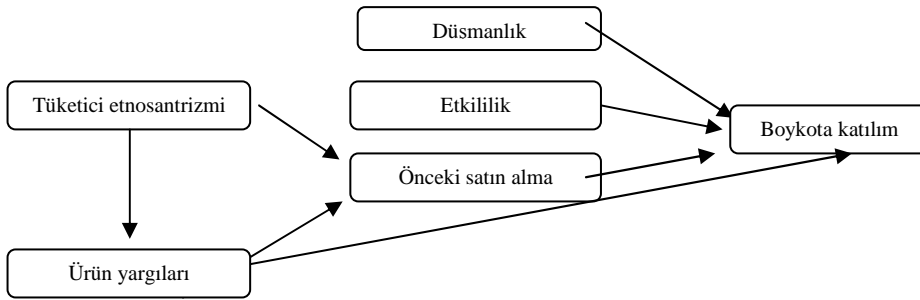 Düsmanlık
Tüketici etnosantrizmi
Etkililik
Boykota katılım
Önceki satın alma
Ürün yargıları